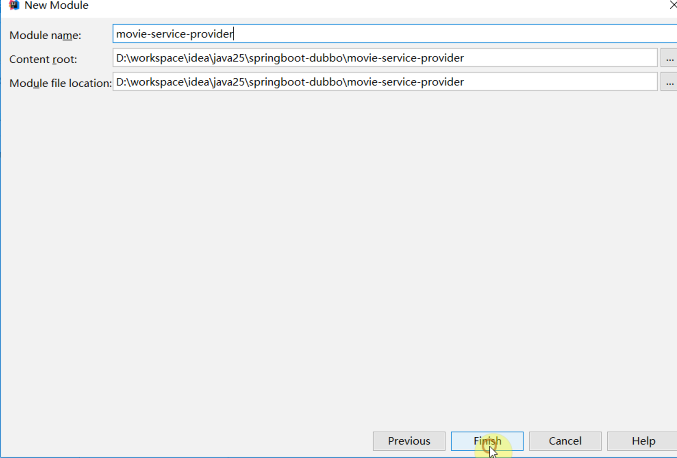 New Module
Module name: movie-service-provider
Content root: D:\workspace\idea\java25\springboot-dubbo\movie-service-provider ...
Module file location: D:\workspace\idea\java25\springboot-dubbo\movie-service-provider ...
Previous Finish Cancel Help